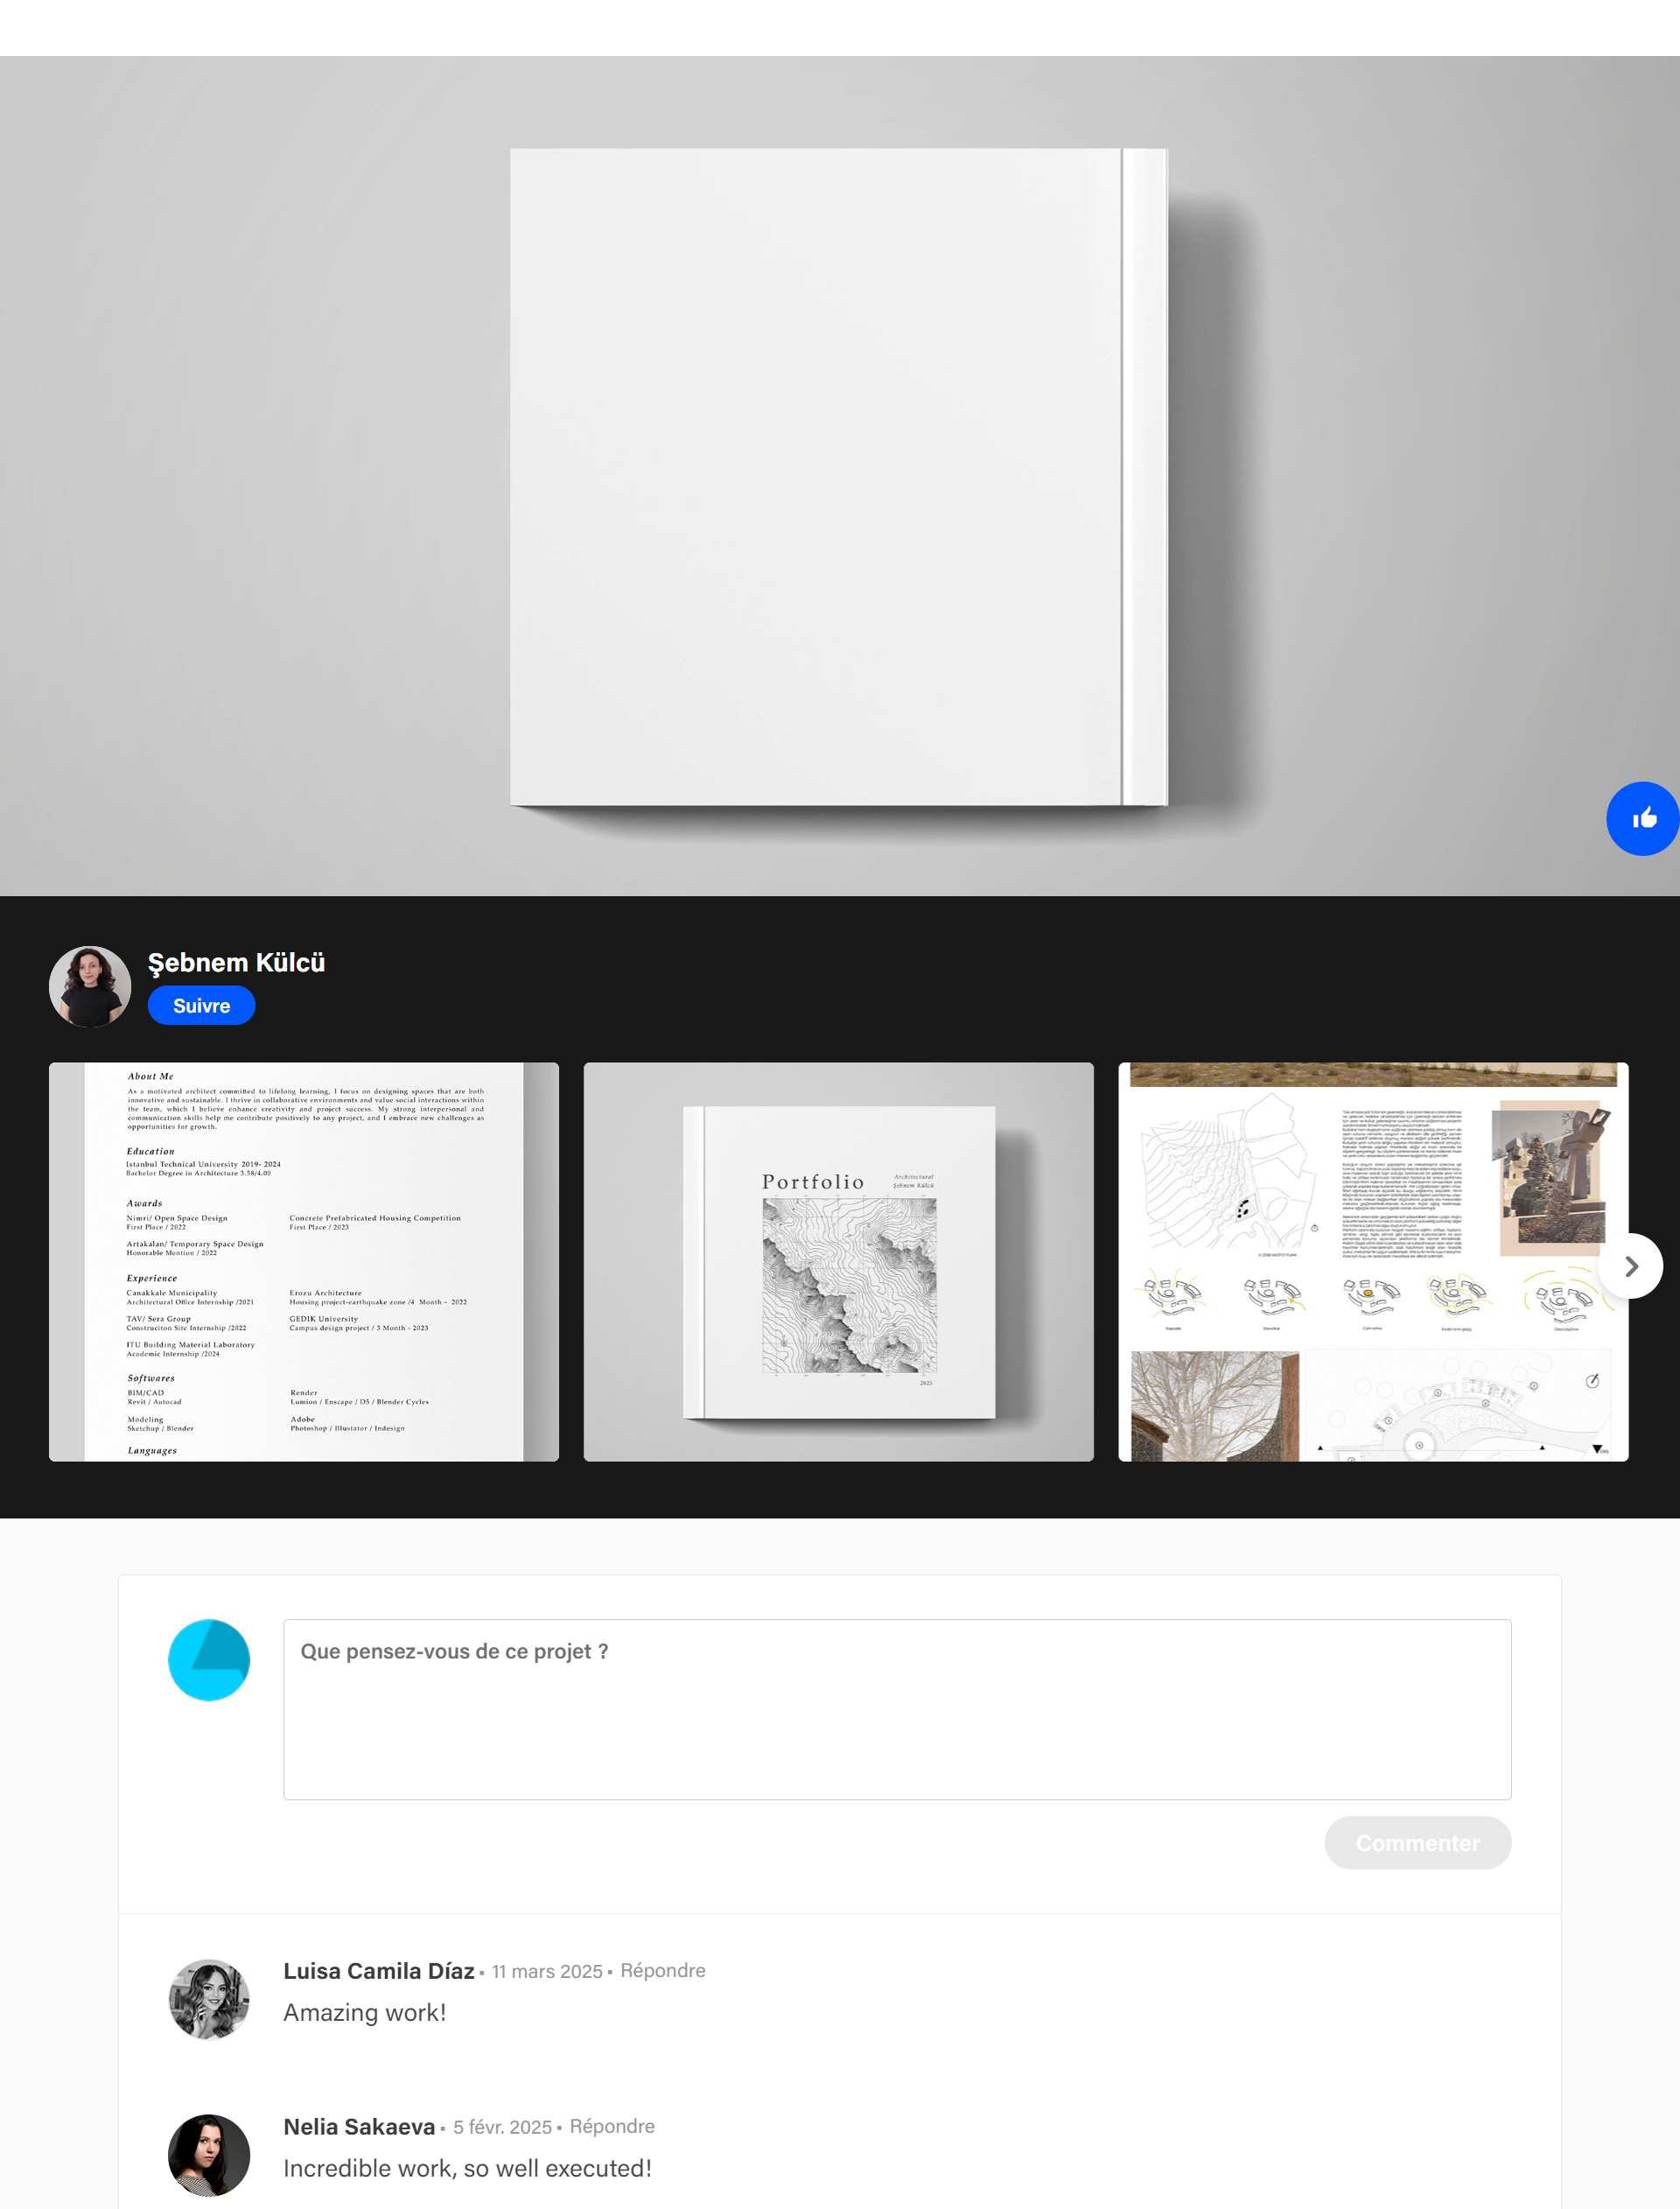 Şebnem Külcü
Suivre
About Me
As a motivated architect committed to lifelong learning, I focus on designing spaces that are both
innovative and sustainable. I thrive in collaborative environments and value social interactions within
the team, which I believe enhance creativity and project success. My strong interpersonal and
communication skills help me contribute positively to any project, and I embrace new challenges as
opportunities for growth.
Education
Istanbul Technical University 2019- 2024
Bachelor Degree in Architecture 3.58/4.00
Awards
Nimri/ Open Space Design
First Place / 2022
Concrete Prefabricated Housing Competition
First Place / 2023
Artakalan/ Temporary Space Design
Honorable Mention / 2022
Experience
Canakkale Municipality
Architectural Office Internship /2021
Erozu Architecture
Housing project-earthquake zone /4 Month - 2022
TAV/ Sera Group
Construciton Site Internship /2022
GEDIK University
Campus design project / 3 Month - 2023
ITU Building Material Laboratory
Academic Internship /2024
Softwares
BIM/CAD
Revit / Autocad
Render
Lumion / Enscape / D5 / Blender Cycles
Modeling
Sketchup / Blender
Adobe
Photoshop / Illustrator / Indesign
Languages
Portfolio
Architectural
Şebnem Külcü
2025
Que pensez-vous de ce projet ?
Commenter
Luisa Camila Díaz ▪ 11 mars 2025 ▪ Répondre
Amazing work!
Nelia Sakaeva ▪ 5 févr. 2025 ▪ Répondre
Incredible work, so well executed!